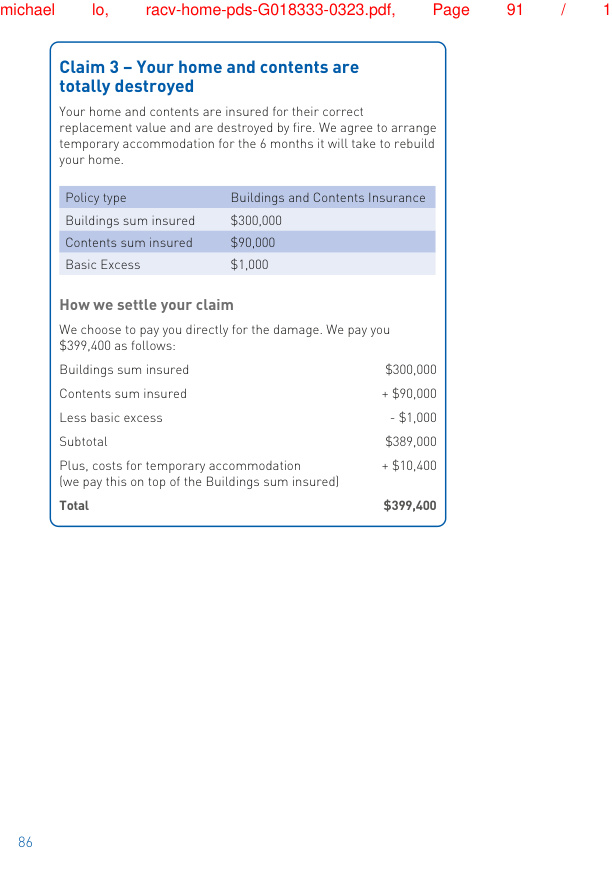 michael lo, racv-home-pds-G018333-0323.pdf, Page 91 / 1
Claim 3 – Your home and contents are
totally destroyed
Your home and contents are insured for their correct
replacement value and are destroyed by fire. We agree to arrange
temporary accommodation for the 6 months it will take to rebuild
your home.
Policy type Buildings and Contents Insurance
Buildings sum insured $300,000
Contents sum insured $90,000
Basic Excess $1,000
How we settle your claim
We choose to pay you directly for the damage. We pay you
$399,400 as follows:
Buildings sum insured $300,000
Contents sum insured + $90,000
Less basic excess - $1,000
Subtotal $389,000
Plus, costs for temporary accommodation + $10,400
(we pay this on top of the Buildings sum insured)
Total $399,400
86